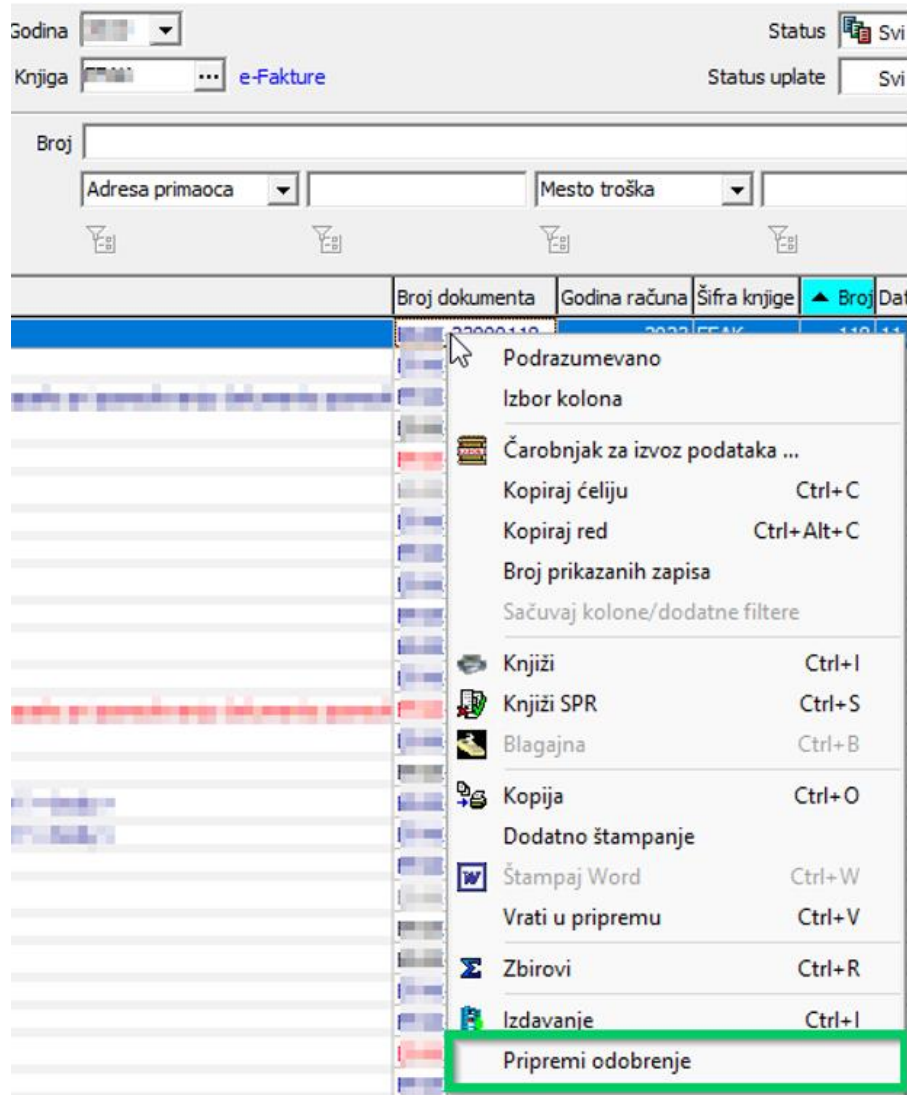 Godina Status Svi
Knjiga ... e-Fakture Status uplate Svi
Broj
Adresa primaoca Mesto troška
Broj dokumenta Godina računa Šifra knjige Broj Dat
Podrazumevano
Izbor kolona
Čarobnjak za izvoz podataka ...
Kopiraj ćeliju Ctrl+C
Kopiraj red Ctrl+Alt+C
Broj prikazanih zapisa
Sačuvaj kolone/dodatne filtere
Knjiži Ctrl+I
Knjiži SPR Ctrl+S
Blagajna Ctrl+B
Kopija Ctrl+O
Dodatno štampanje
Štampaj Word Ctrl+W
Vrati u pripremu Ctrl+V
Zbirovi Ctrl+R
Izdavanje Ctrl+I
Pripremi odobrenje